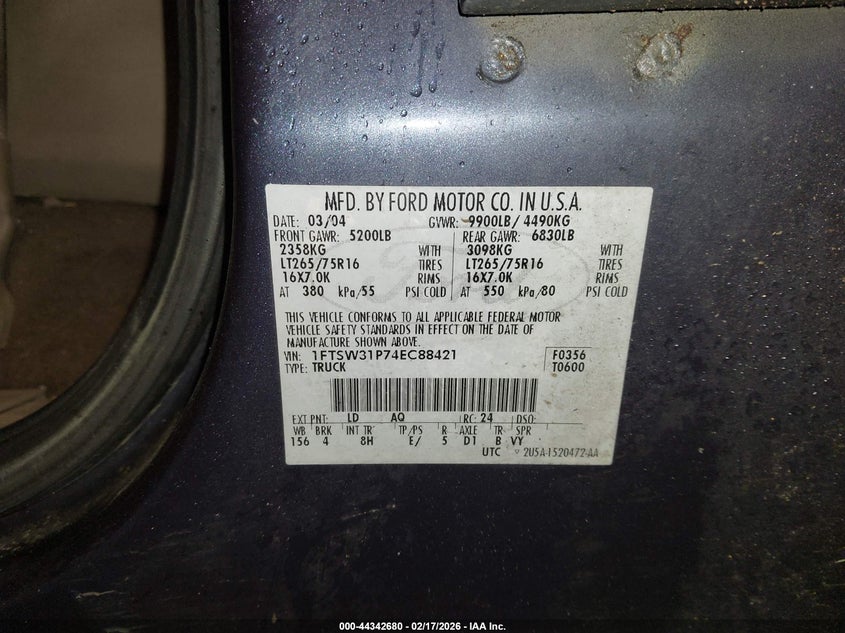 MFD. BY FORD MOTOR CO. IN U.S.A.
DATE: 03/04 GVWR: 9900LB/ 4490KG
FRONT GAWR: 5200LB REAR GAWR: 6830LB
2358KG WITH 3098KG WITH
LT265/75R16 TIRES LT265/75R16 TIRES
16X7.0K RIMS 16X7.0K RIMS
AT 380 kPa/55 PSI COLD AT 550 kPa/80 PSI COLD
THIS VEHICLE CONFORMS TO ALL APPLICABLE FEDERAL MOTOR
VEHICLE SAFETY STANDARDS IN EFFECT ON THE DATE OF
MANUFACTURE SHOWN ABOVE.
VIN: 1FTSW31P74EC88421 F0356
TYPE: TRUCK T0600
EXT PNT: LD AQ RC: 24 DSO:
WB BRK INT TR TP/PS R AXLE TR SPR
156 4 8H E/ 5 D1 B VY
UTC ▽ 2U5A-1520472-AA
000-44342680 - 02/17/2026 - IAA Inc.